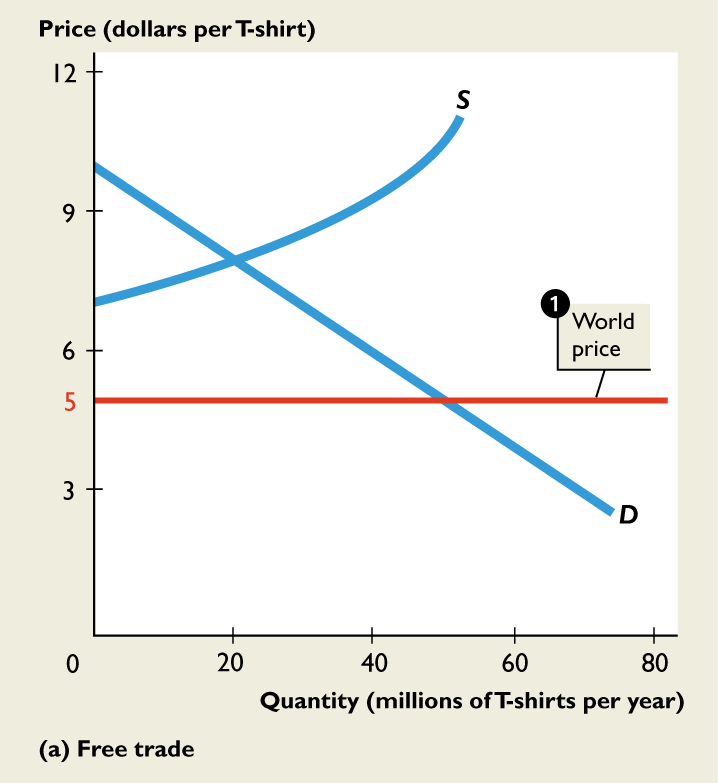 Price (dollars per T-shirt)
12
S
9
1
World
price
6
5
3
D
0
20
40
60
80
Quantity (millions of T-shirts per year)
(a) Free trade